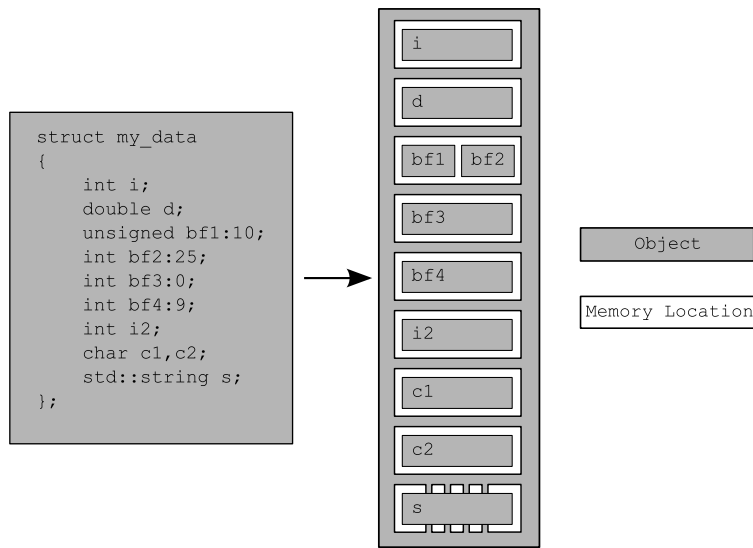 struct my_data
{
int i;
double d;
unsigned bf1:10;
int bf2:25;
int bf3:0;
int bf4:9;
int i2;
char c1,c2;
std::string s;
};
i
d
bf1 bf2
bf3
bf4
i2
c1
c2
s
Object
Memory Location